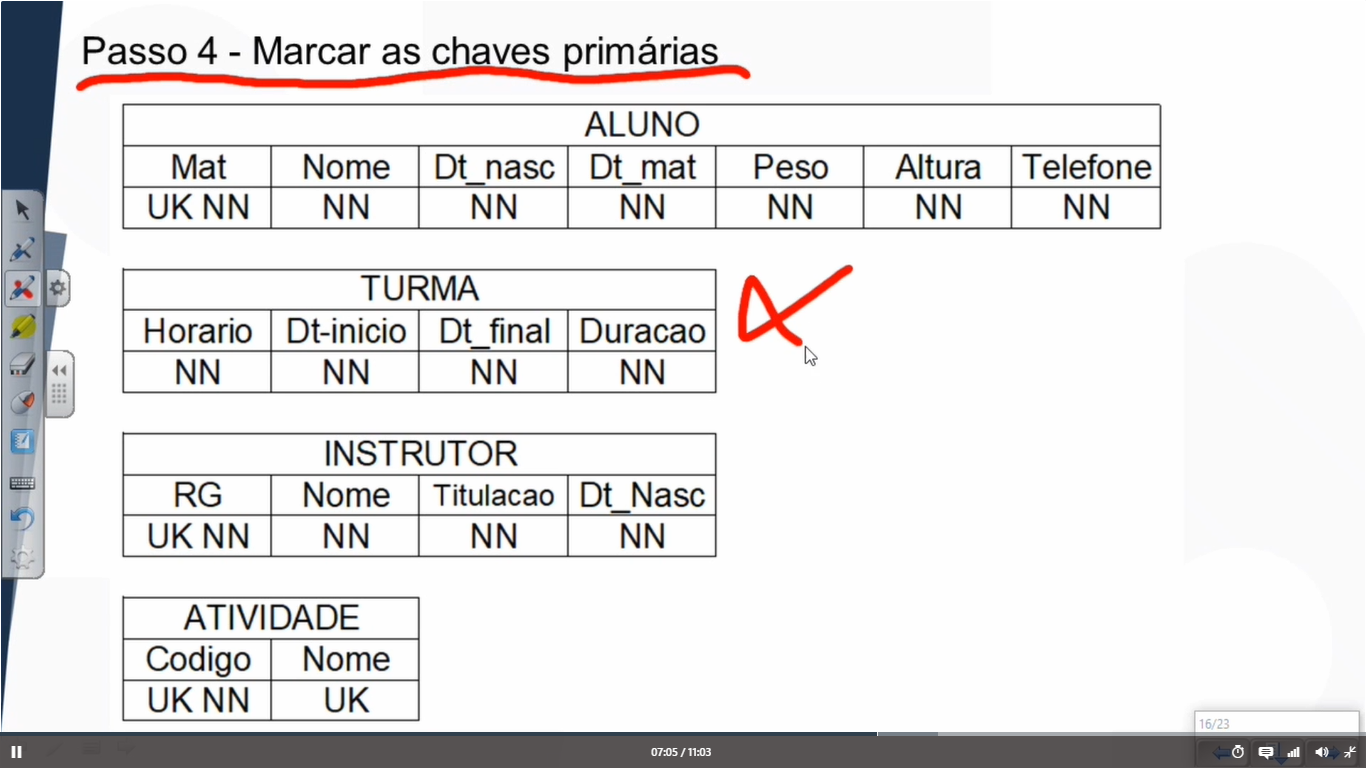 Passo 4 - Marcar as chaves primárias
ALUNO
Mat Nome Dt_nasc Dt_mat Peso Altura Telefone
UK NN NN NN NN NN NN NN
TURMA
Horario Dt-inicio Dt_final Duracao
NN NN NN NN
INSTRUTOR
RG Nome Titulacao Dt_Nasc
UK NN NN NN NN
ATIVIDADE
Codigo Nome
UK NN UK
16/23
07:05 / 11:03